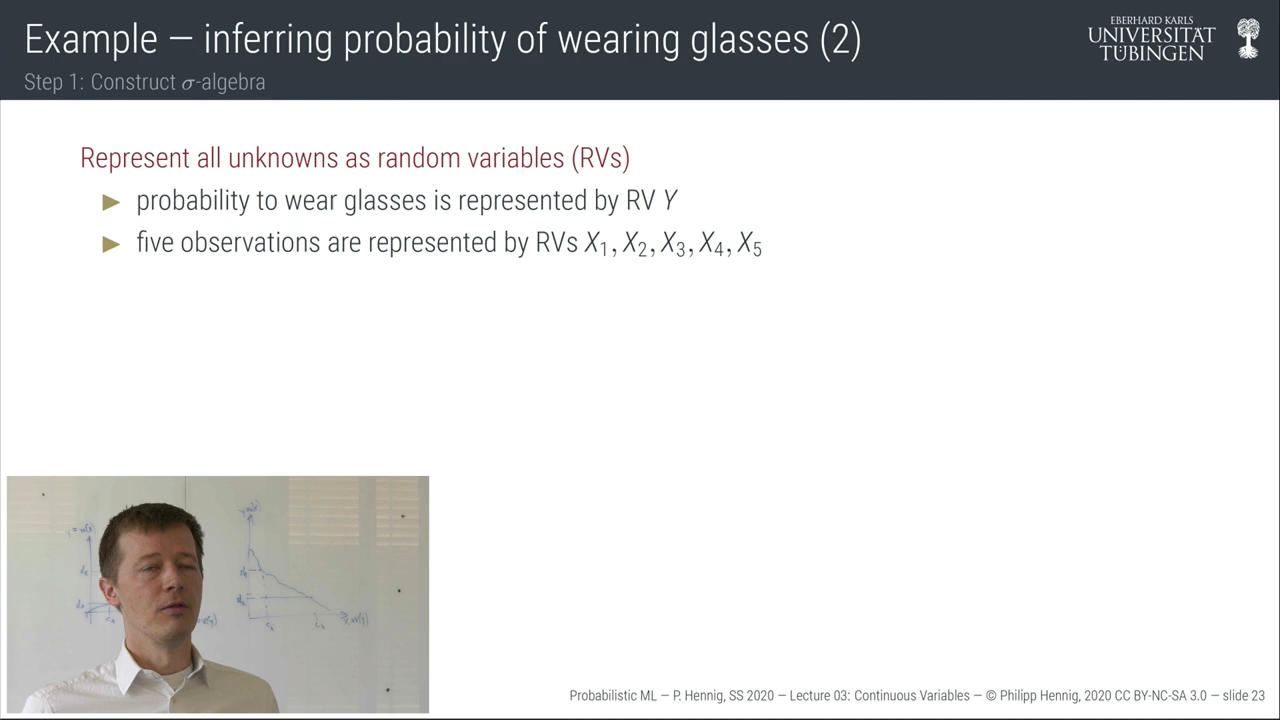 Example — inferring probability of wearing glasses (2)
Step 1: Construct σ-algebra
EBERHARD KARLS
UNIVERSITÄT
TÜBINGEN
Represent all unknowns as random variables (RVs)
▶ probability to wear glasses is represented by RV Y
▶ five observations are represented by RVs X₁, X₂, X₃, X₄, X₅
Probabilistic ML — P. Hennig, SS 2020 — Lecture 03: Continuous Variables — © Philipp Hennig, 2020 CC BY-NC-SA 3.0 — slide 23